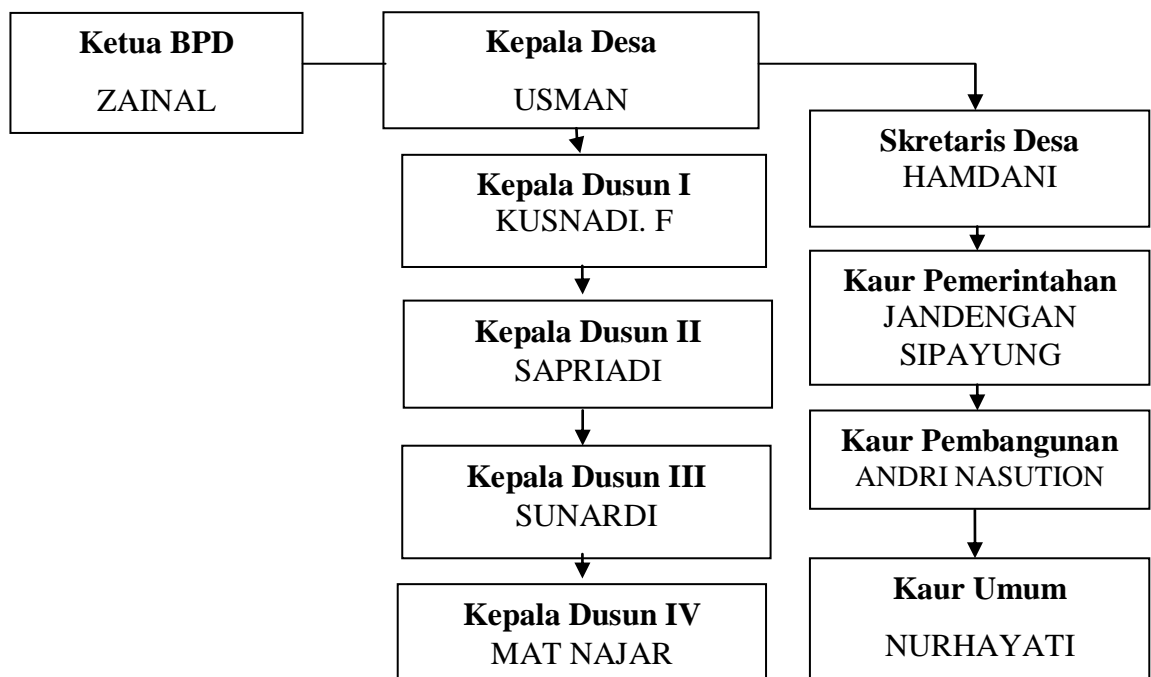 Ketua BPD
ZAINAL
Kepala Desa
USMAN
Skretaris Desa
HAMDANI
Kepala Dusun I
KUSNADI. F
Kaur Pemerintahan
JANDENGAN
SIPAYUNG
Kepala Dusun II
SAPRIADI
Kaur Pembangunan
ANDRI NASUTION
Kepala Dusun III
SUNARDI
Kaur Umum
NURHAYATI
Kepala Dusun IV
MAT NAJAR